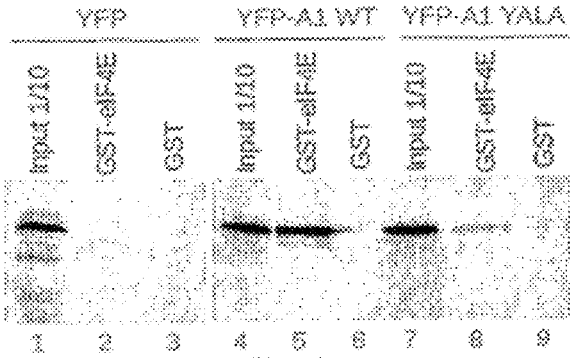 YFP YFP-A1 WT YFP-A1 YALA
Input 1/10 GST-eIF4E GST Input 1/10 GST-eIF4E GST Input 1/10 GST-eIF4E GST
1 2 3 4 5 6 7 8 9